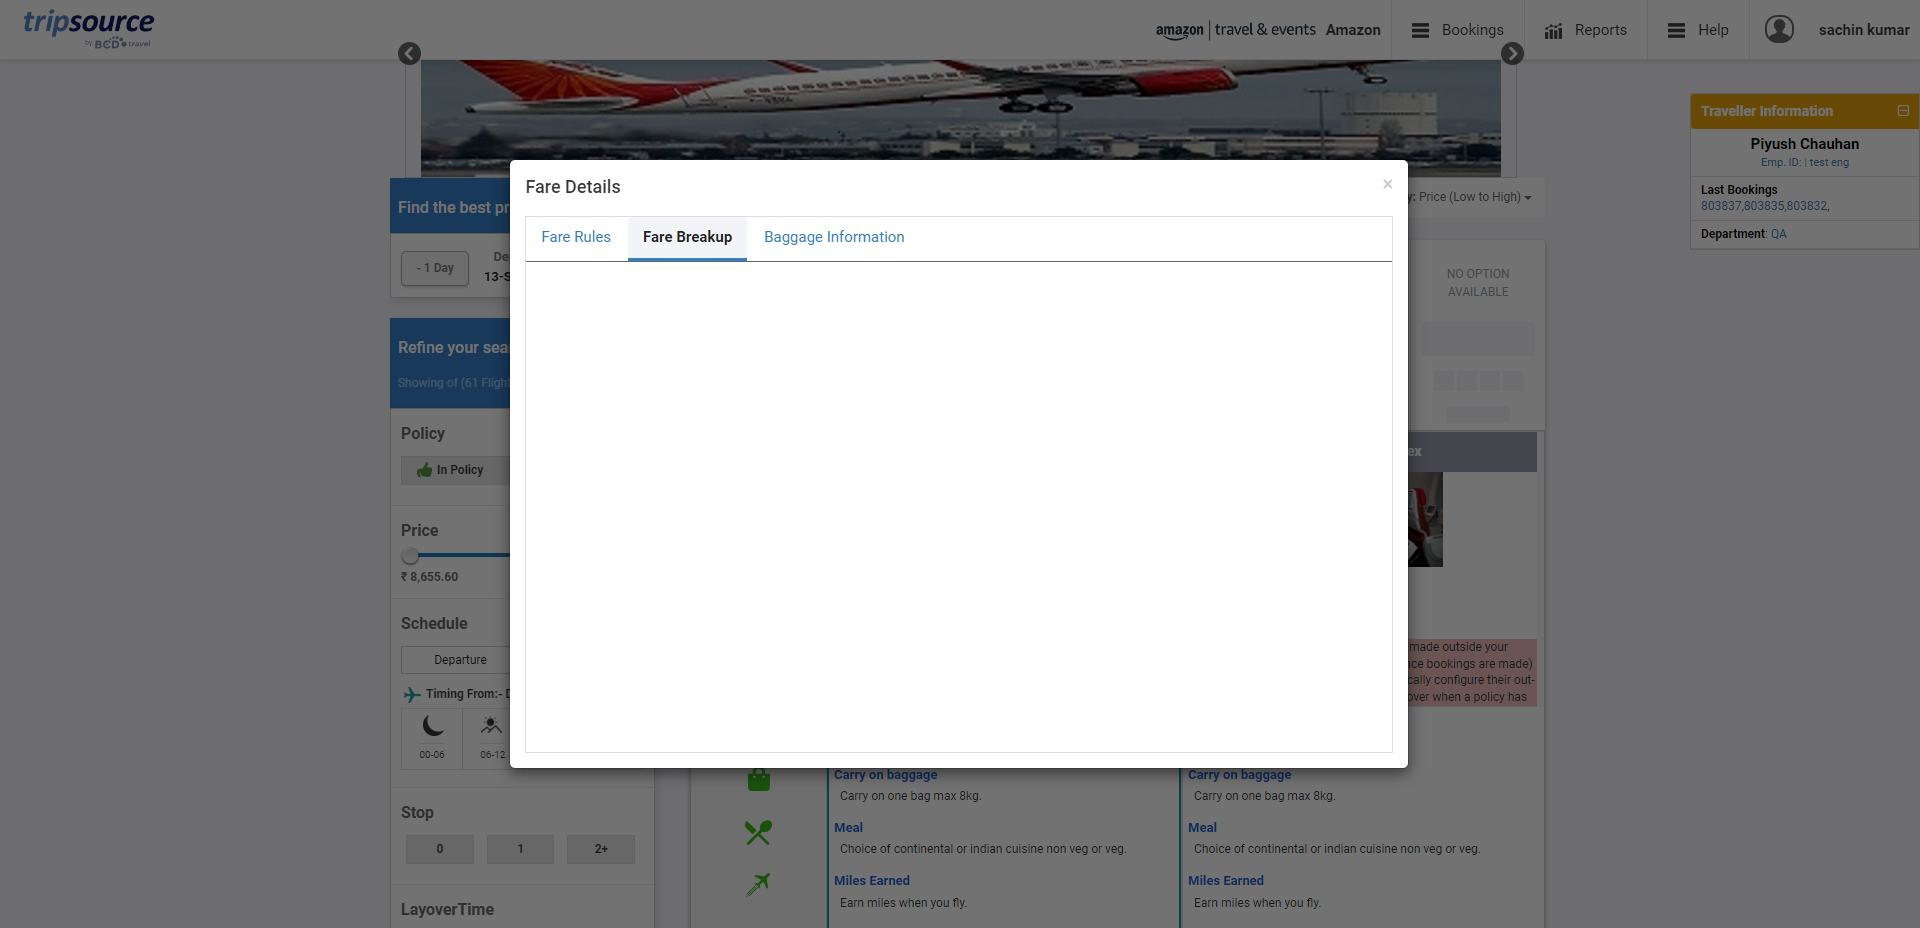 tripsource
by BCD travel
amazon | travel & events Amazon
Bookings
Reports
Help
sachin kumar
Traveller Information
Piyush Chauhan
Emp. ID: | test eng
Last Bookings
803837,803835,803832,
Department: QA
Find the best pr
y: Price (Low to High)
- 1 Day
De
13-S
Refine your sea
Showing of (61 Flight
Policy
In Policy
Price
₹ 8,655.60
Schedule
Departure
Timing From:- D
00-06
06-12
Stop
0
1
2+
LayoverTime
Fare Details
×
Fare Rules
Fare Breakup
Baggage Information
NO OPTION
AVAILABLE
ex
made outside your
nce bookings are made)
cally configure their out-
over when a policy has
Carry on baggage
Carry on one bag max 8kg.
Meal
Choice of continental or indian cuisine non veg or veg.
Miles Earned
Earn miles when you fly.
Carry on baggage
Carry on one bag max 8kg.
Meal
Choice of continental or indian cuisine non veg or veg.
Miles Earned
Earn miles when you fly.